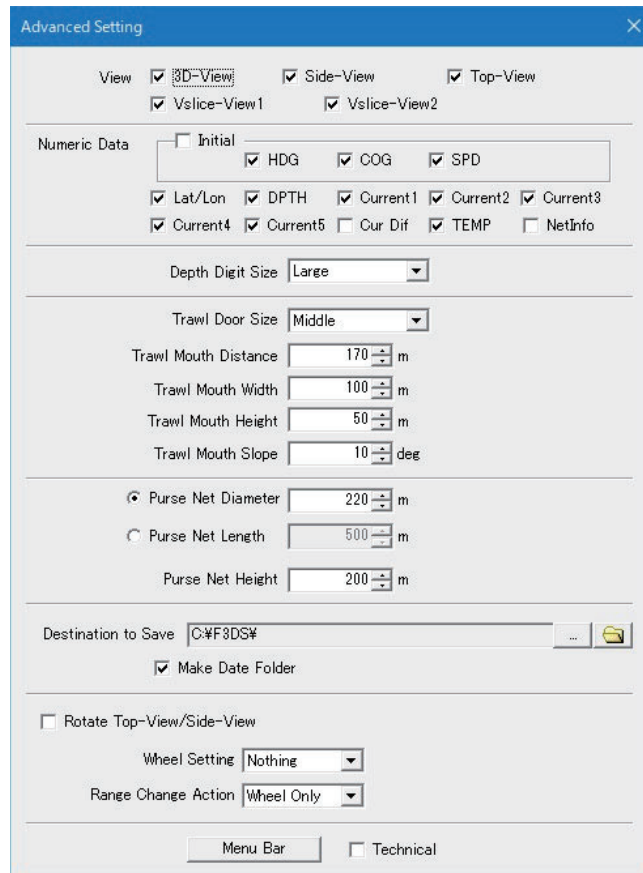 Advanced Setting
View 3D-View Side-View Top-View
Vslice-View1 Vslice-View2
Numeric Data Initial
HDG COG SPD
Lat/Lon DPTH Current1 Current2 Current3
Current4 Current5 Cur Dif TEMP NetInfo
Depth Digit Size Large
Trawl Door Size Middle
Trawl Mouth Distance 170 m
Trawl Mouth Width 100 m
Trawl Mouth Height 50 m
Trawl Mouth Slope 10 deg
Purse Net Diameter 220 m
Purse Net Length 500 m
Purse Net Height 200 m
Destination to Save C:¥F3DS¥ ...
Make Date Folder
Rotate Top-View/Side-View
Wheel Setting Nothing
Range Change Action Wheel Only
Menu Bar Technical